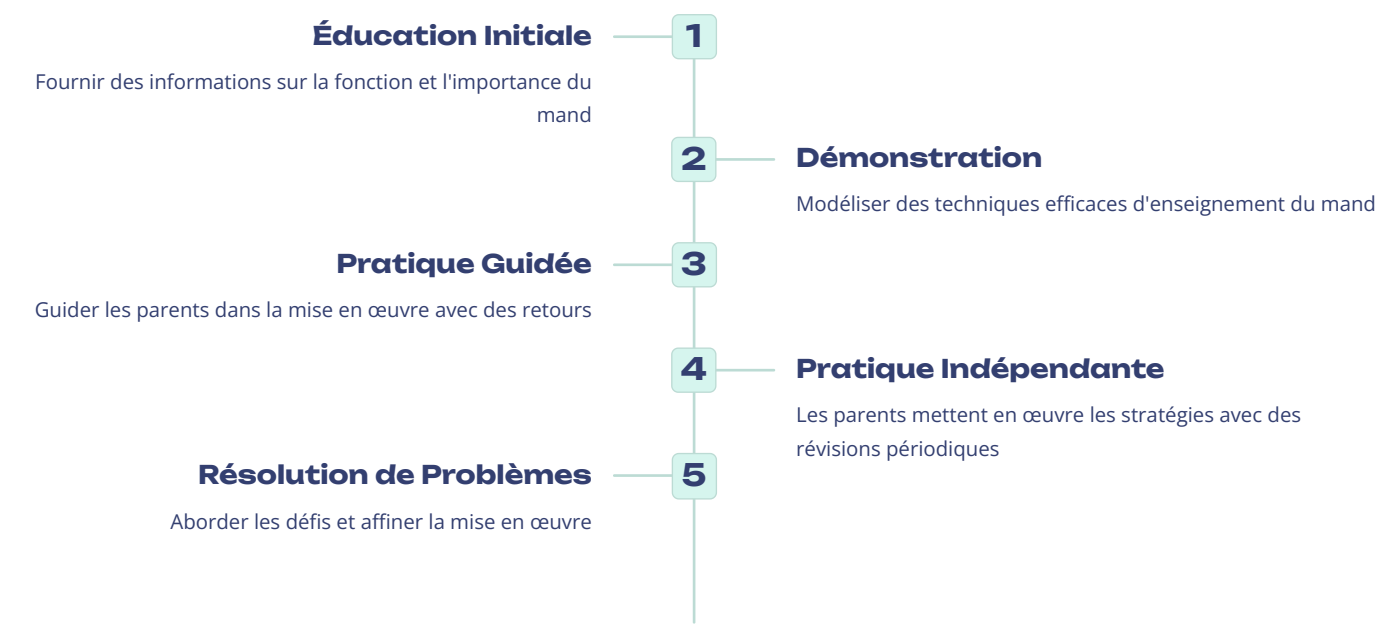 Éducation Initiale
1
Fournir des informations sur la fonction et l'importance du
mand
2
Démonstration
Modéliser des techniques efficaces d'enseignement du mand
Pratique Guidée
3
Guider les parents dans la mise en œuvre avec des retours
4
Pratique Indépendante
Les parents mettent en œuvre les stratégies avec des
révisions périodiques
Résolution de Problèmes
5
Aborder les défis et affiner la mise en œuvre